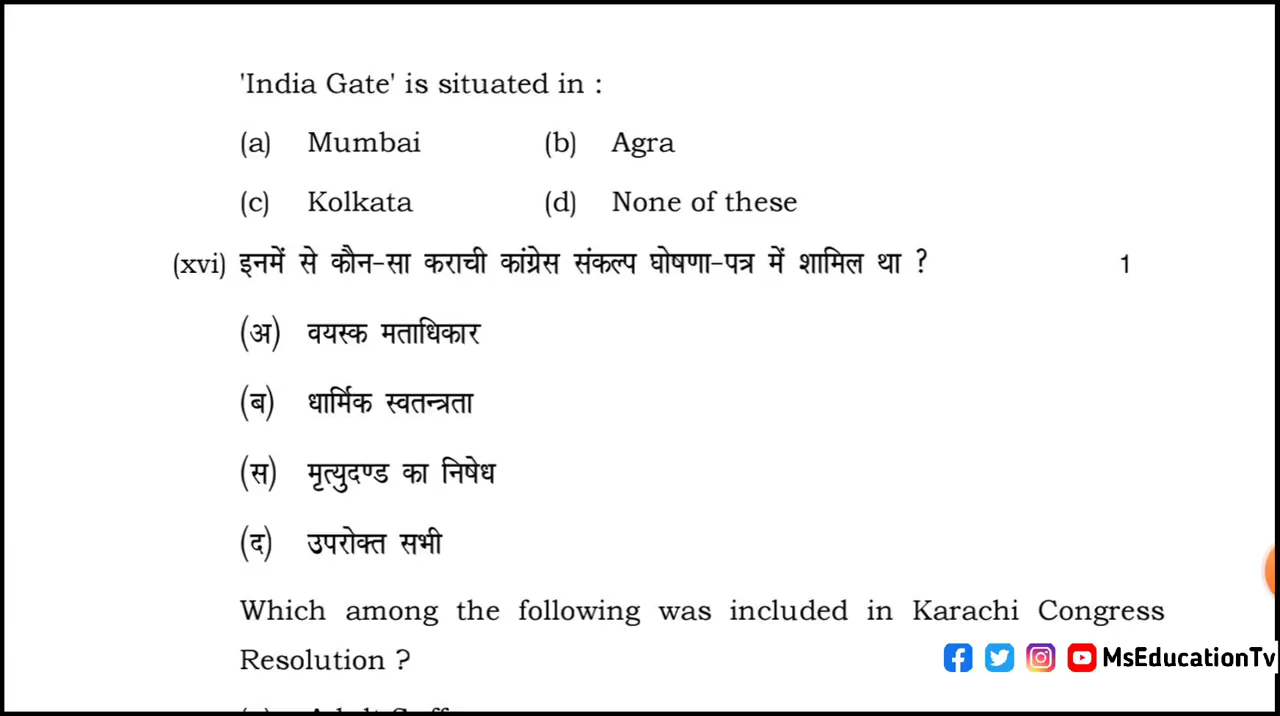 'India Gate' is situated in :
(a) Mumbai (b) Agra
(c) Kolkata (d) None of these
(xvi) इनमें से कौन-सा कराची कांग्रेस संकल्प घोषणा-पत्र में शामिल था ? 1
(अ) वयस्क मताधिकार
(ब) धार्मिक स्वतन्त्रता
(स) मृत्युदण्ड का निषेध
(द) उपरोक्त सभी
Which among the following was included in Karachi Congress
Resolution ?
MsEducationTv